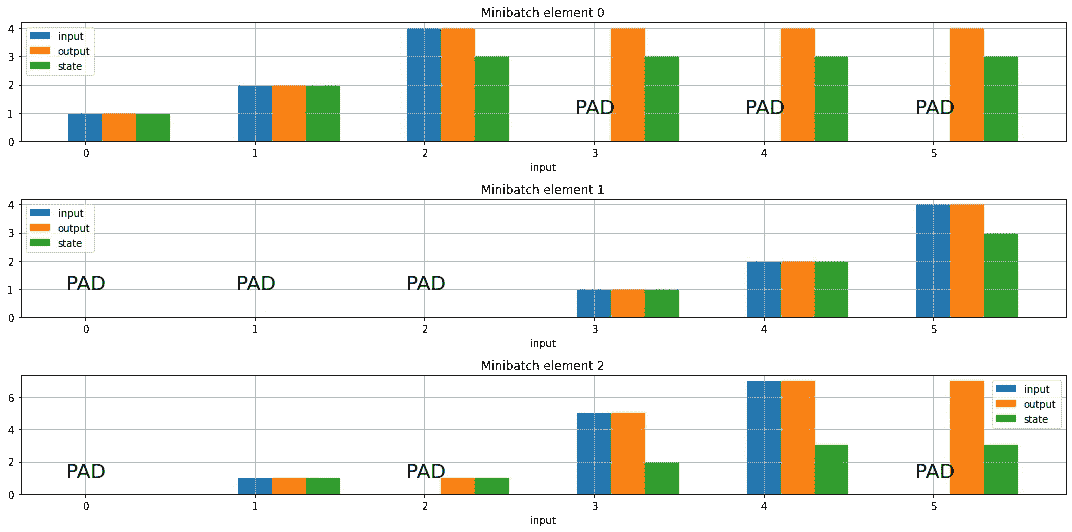 Minibatch element 0
4
3
2
1
0
input
output
state
PAD PAD PAD
0 1 2 3 4 5
input
Minibatch element 1
4
3
2
1
0
input
output
state
PAD PAD PAD
0 1 2 3 4 5
input
Minibatch element 2
6
4
2
0
input
output
state
PAD PAD PAD
0 1 2 3 4 5
input